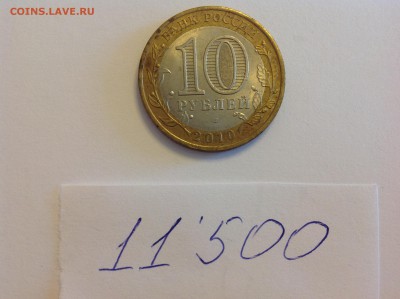 COINS.LAVE.RU
БАНК РОССИИ
10
РУБЛЕЙ
2010
11'500